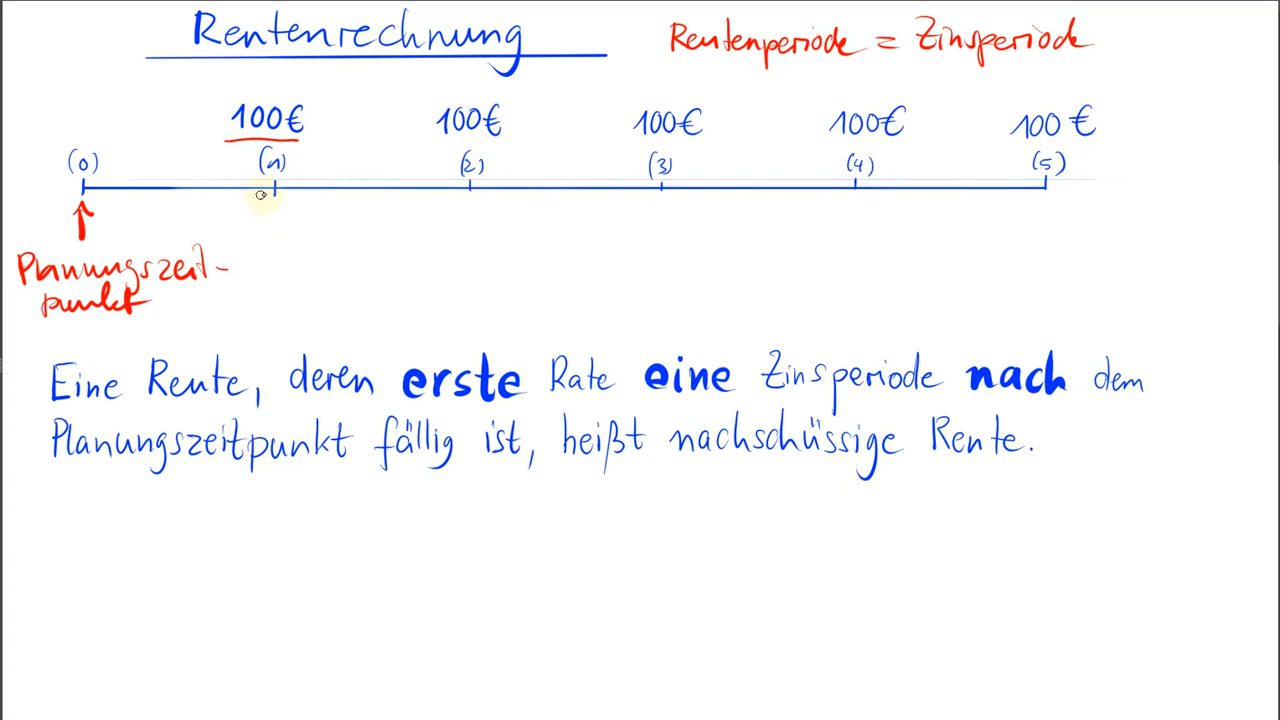 Rentenrechnung
Rentenperiode = Zinsperiode
100€ 100€ 100€ 100€ 100€
(0) (1) (2) (3) (4) (5)
Planungszeit-
punkt
Eine Rente, deren erste Rate eine Zinsperiode nach dem
Planungszeitpunkt fällig ist, heißt nachschüssige Rente.